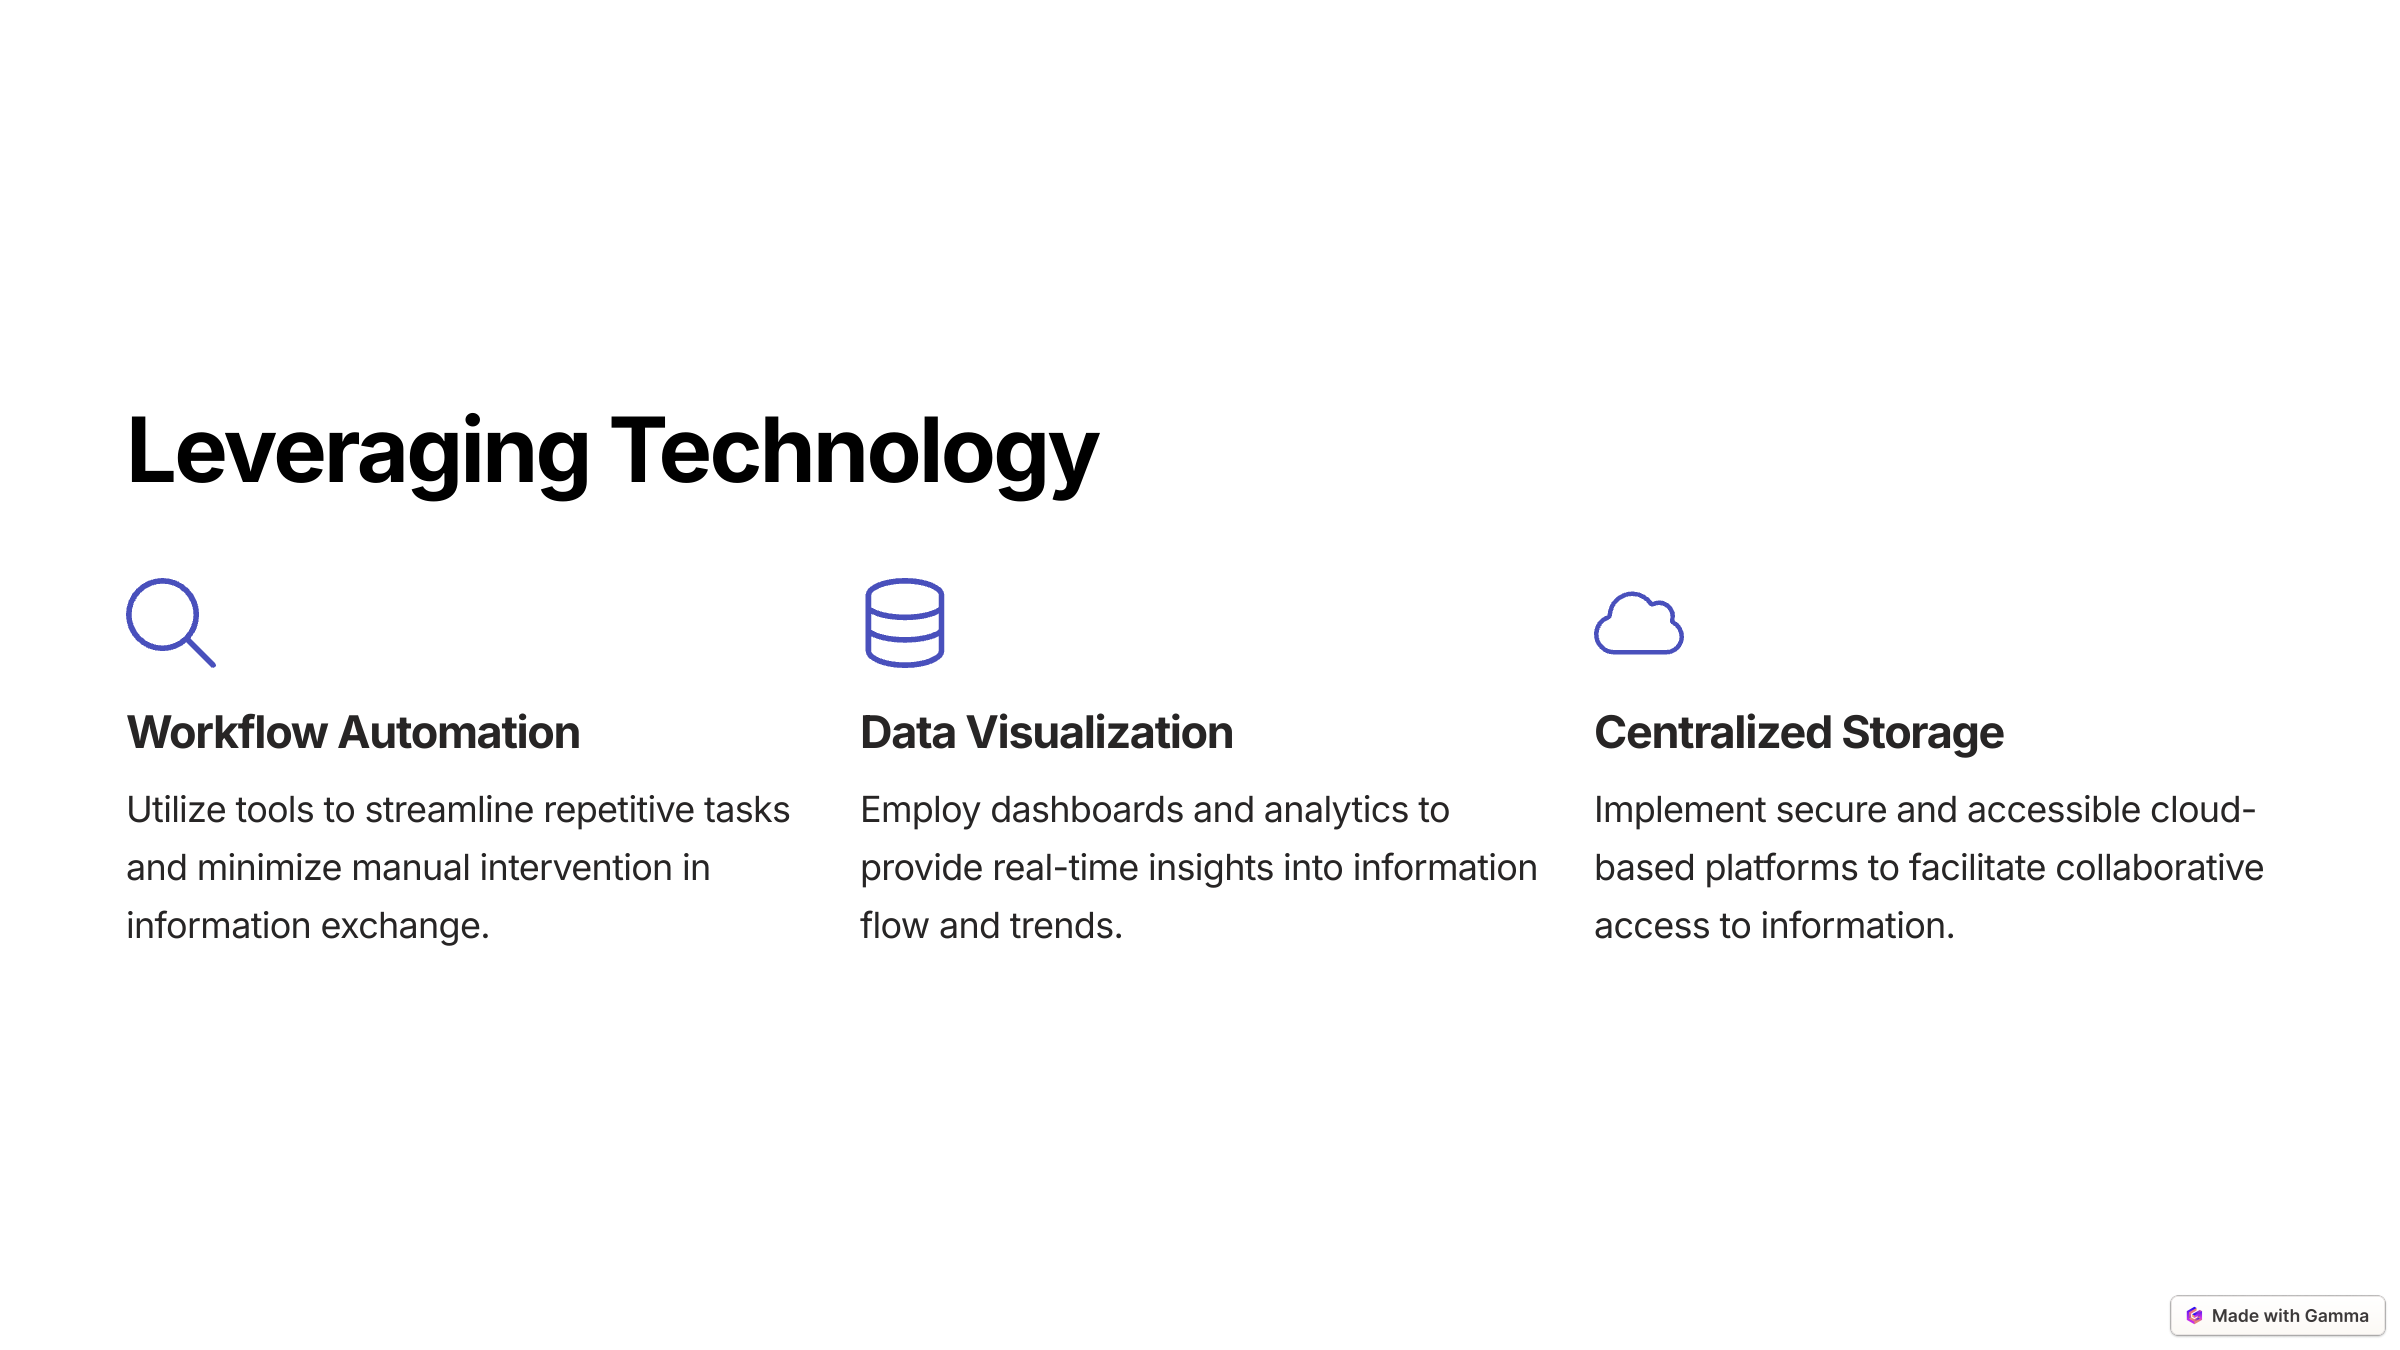 Leveraging Technology
Workflow Automation
Utilize tools to streamline repetitive tasks
and minimize manual intervention in
information exchange.
Data Visualization
Employ dashboards and analytics to
provide real-time insights into information
flow and trends.
Centralized Storage
Implement secure and accessible cloud-
based platforms to facilitate collaborative
access to information.
Made with Gamma